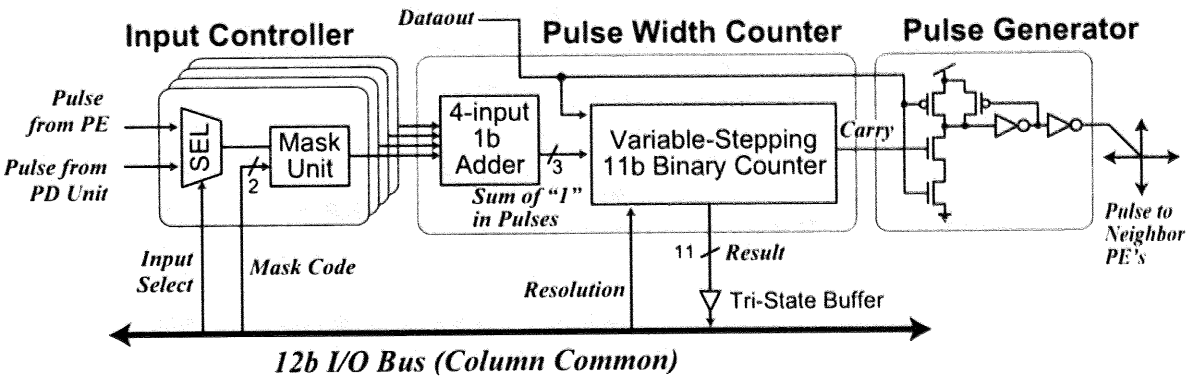 Dataout
Input Controller
Pulse Width Counter
Pulse Generator
Pulse
from PE
Pulse from
PD Unit
SEL
Mask
Unit
2
4-input
1b
Adder
3
Sum of "1"
in Pulses
Variable-Stepping
11b Binary Counter
Carry
Pulse to
Neighbor
PE's
Input
Select
Mask Code
Resolution
11
Result
Tri-State Buffer
12b I/O Bus (Column Common)